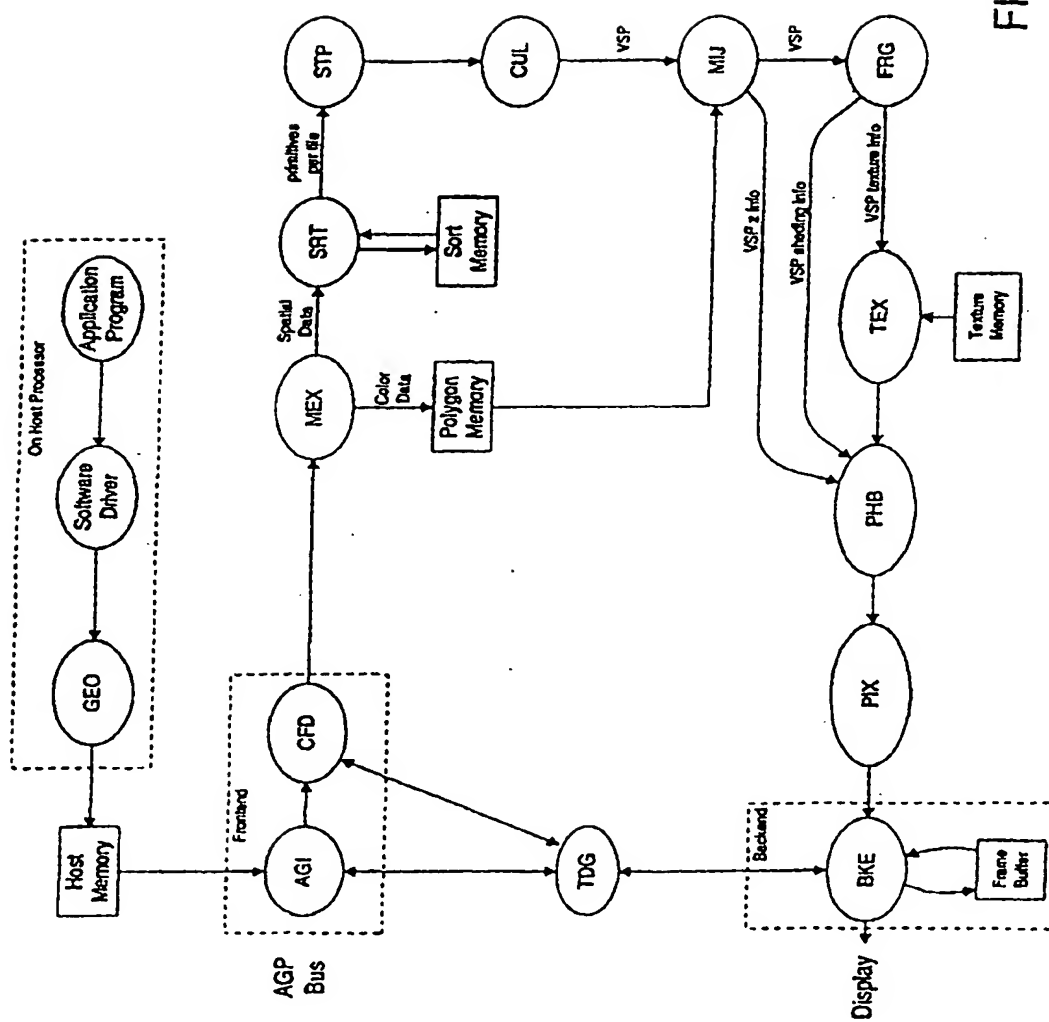 On Host Processor
Application
Program
Software
Driver
GEO
Host
Memory
AGP
Bus
Frontend
AGI
CFD
MEX
Spatial
Data
SRT
primitives
per tile
STP
Color
Data
Polygon
Memory
Sort
Memory
CUL
VSP
MIJ
VSP
FRG
VSP z Info
VSP shading Info
VSP texture Info
TDG
TEX
Texture
Memory
PHB
PIX
Backend
BKE
Frame
Buffer
Display